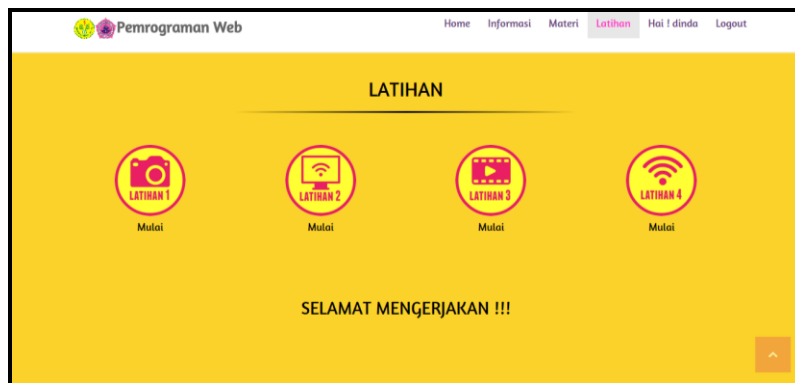 Pemrograman Web
Home Informasi Materi Latihan Hai ! dinda Logout
LATIHAN
LATIHAN 1 LATIHAN 2 LATIHAN 3 LATIHAN 4
Mulai Mulai Mulai Mulai
SELAMAT MENGERJAKAN !!!